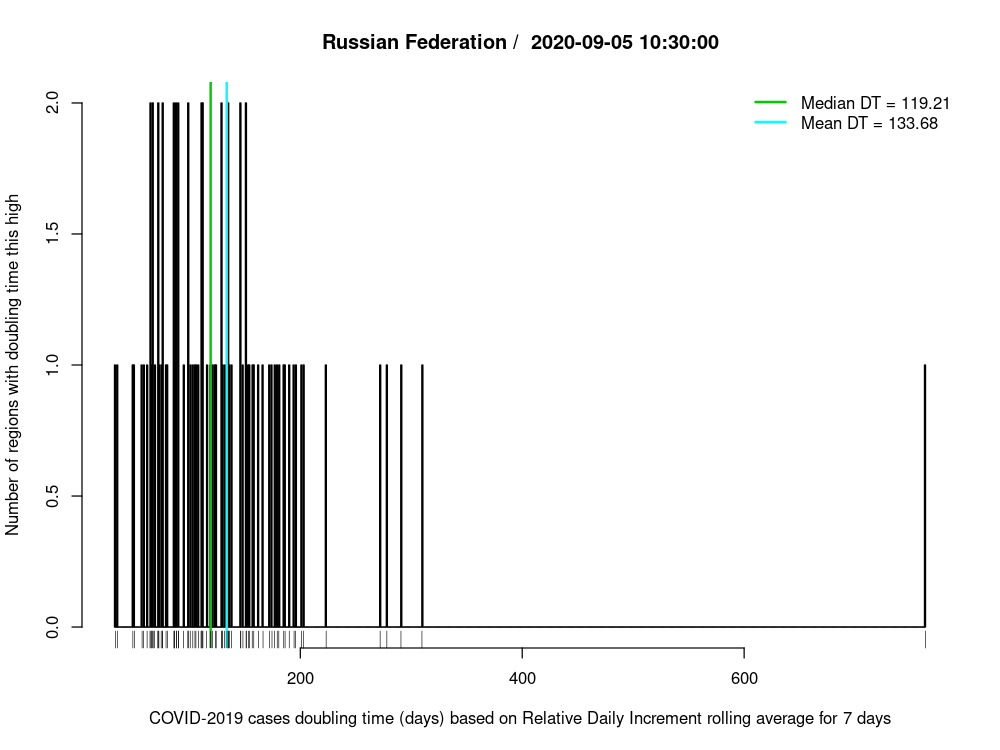 Russian Federation /  2020-09-05 10:30:00
Median DT = 119.21
Mean DT = 133.68
Number of regions with doubling time this high
2.0
1.5
1.0
0.5
0.0
200 400 600
COVID-2019 cases doubling time (days) based on Relative Daily Increment rolling average for 7 days